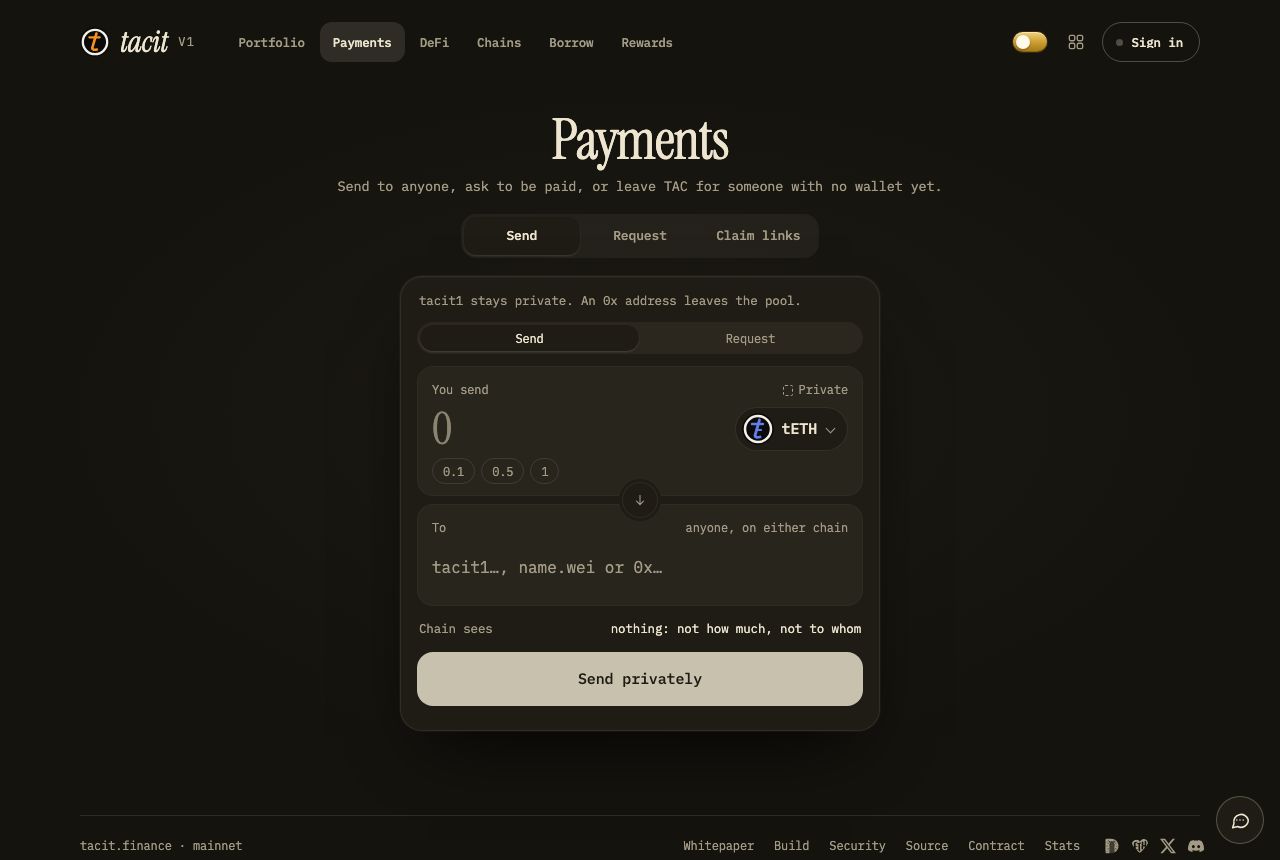 tacit V1
Portfolio Payments DeFi Chains Borrow Rewards
Sign in
Payments
Send to anyone, ask to be paid, or leave TAC for someone with no wallet yet.
Send Request Claim links
tacit1 stays private. An 0x address leaves the pool.
Send Request
You send Private
0 tETH
0.1 0.5 1
To anyone, on either chain
tacit1…, name.wei or 0x…
Chain sees nothing: not how much, not to whom
Send privately
tacit.finance · mainnet Whitepaper Build Security Source Contract Stats